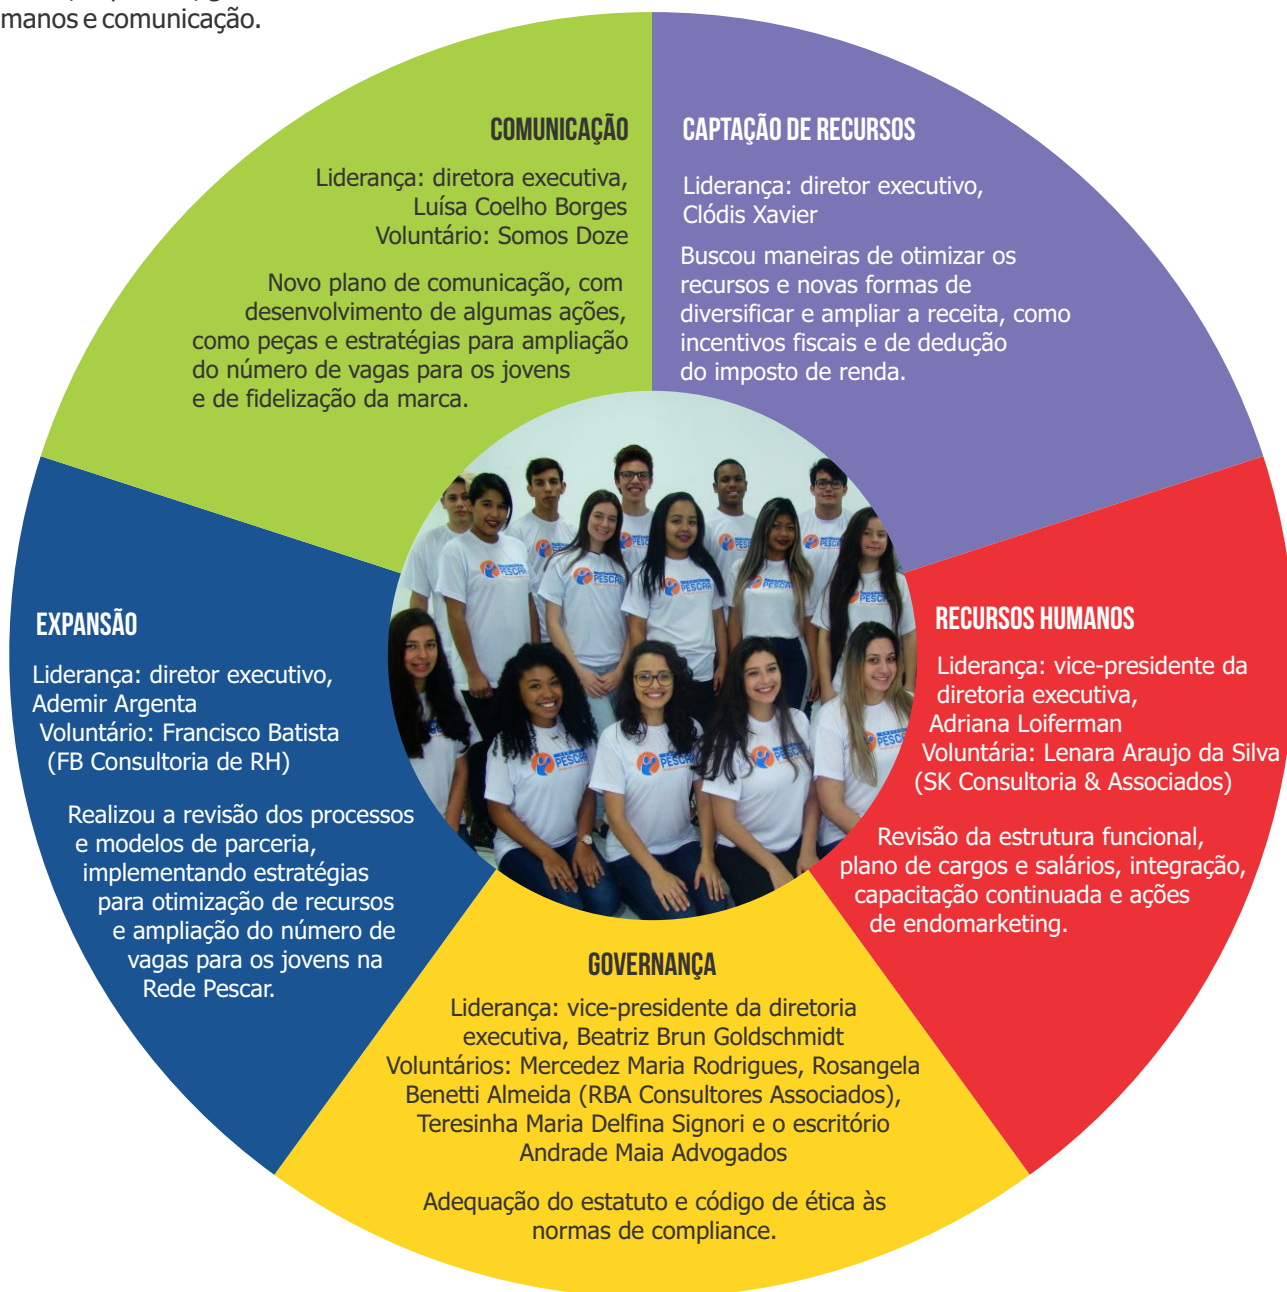 manos e comunicação.
COMUNICAÇÃO
Liderança: diretora executiva,
Luísa Coelho Borges
Voluntário: Somos Doze
Novo plano de comunicação, com
desenvolvimento de algumas ações,
como peças e estratégias para ampliação
do número de vagas para os jovens
e de fidelização da marca.
CAPTAÇÃO DE RECURSOS
Liderança: diretor executivo,
Clódis Xavier
Buscou maneiras de otimizar os
recursos e novas formas de
diversificar e ampliar a receita, como
incentivos fiscais e de dedução
do imposto de renda.
EXPANSÃO
Liderança: diretor executivo,
Ademir Argenta
Voluntário: Francisco Batista
(FB Consultoria de RH)
Realizou a revisão dos processos
e modelos de parceria,
implementando estratégias
para otimização de recursos
e ampliação do número de
vagas para os jovens na
Rede Pescar.
RECURSOS HUMANOS
Liderança: vice-presidente da
diretoria executiva,
Adriana Loiferman
Voluntária: Lenara Araujo da Silva
(SK Consultoria & Associados)
Revisão da estrutura funcional,
plano de cargos e salários, integração,
capacitação continuada e ações
de endomarketing.
GOVERNANÇA
Liderança: vice-presidente da diretoria
executiva, Beatriz Brun Goldschmidt
Voluntários: Mercedez Maria Rodrigues, Rosangela
Benetti Almeida (RBA Consultores Associados),
Teresinha Maria Delfina Signori e o escritório
Andrade Maia Advogados
Adequação do estatuto e código de ética às
normas de compliance.
PESCAR